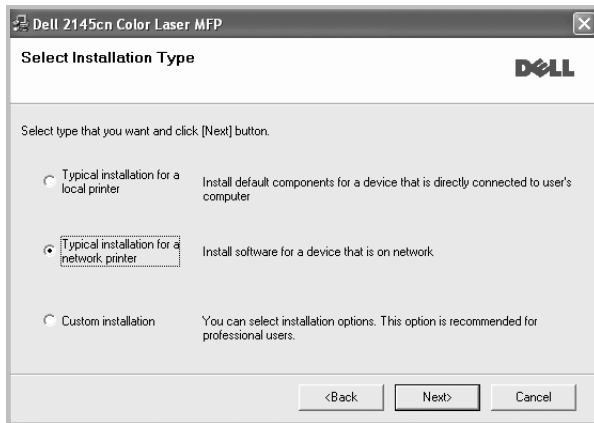 Dell 2145cn Color Laser MFP
Select Installation Type
DELL
Select type that you want and click [Next] button.
Typical installation for a
local printer
Install default components for a device that is directly connected to user's
computer
Typical installation for a
network printer
Install software for a device that is on network
Custom installation
You can select installation options. This option is recommended for
professional users.
<Back
Next>
Cancel